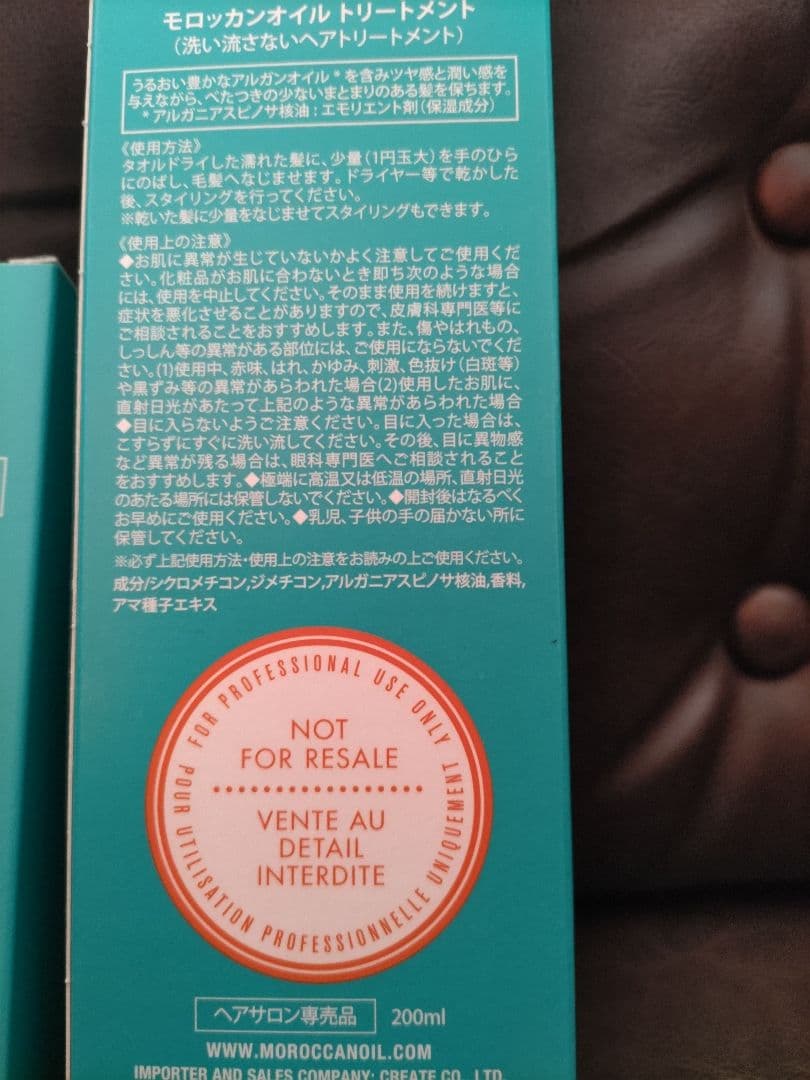 モロッカンオイル トリートメント
（洗い流さないヘアトリートメント）
うるおい豊かなアルガンオイル*を含みツヤ感と潤い感を
与えながら、べたつきの少ないまとまりのある髪を保ちます。
*アルガニアスピノサ核油：エモリエント剤（保湿成分）
《使用方法》
タオルドライした濡れた髪に、少量（1円玉大）を手のひら
にのばし、毛髪へなじませます。ドライヤー等で乾かした
後、スタイリングを行ってください。
※乾いた髪に少量をなじませてスタイリングもできます。
《使用上の注意》
◆お肌に異常が生じていないかよく注意してご使用くだ
さい。化粧品がお肌に合わないとき即ち次のような場合
には、使用を中止してください。そのまま使用を続けますと、
症状を悪化させることがありますので、皮膚科専門医等に
ご相談されることをおすすめします。また、傷やはれもの、
しっしん等の異常がある部位には、ご使用にならないでくだ
さい。(1)使用中、赤味、はれ、かゆみ、刺激、色抜け（白斑等）
や黒ずみ等の異常があらわれた場合(2)使用したお肌に、
直射日光があたって上記のような異常があらわれた場合
◆目に入らないようご注意ください。目に入った場合は、
こすらずにすぐに洗い流してください。その後、目に異物感
など異常が残る場合は、眼科専門医へご相談されること
をおすすめします。◆極端に高温又は低温の場所、直射日光
のあたる場所には保管しないでください。◆開封後はなるべく
お早めにご使用ください。◆乳児、子供の手の届かない所に
保管してください。
※必ず上記使用方法・使用上の注意をお読みの上ご使用ください。
成分/シクロメチコン,ジメチコン,アルガニアスピノサ核油,香料,
アマ種子エキス
FOR PROFESSIONAL USE ONLY
NOT
FOR RESALE
VENTE AU
DETAIL
INTERDITE
POUR UTILISATION PROFESSIONNELLE UNIQUEMENT
ヘアサロン専売品 200ml
WWW.MOROCCANOIL.COM
IMPORTER AND SALES COMPANY: CREATE CO., LTD.